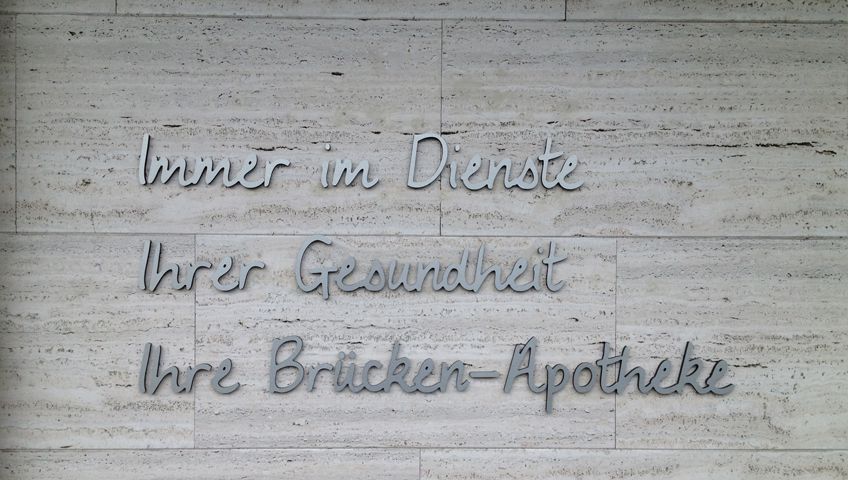 Immer im Dienste
Ihrer Gesundheit
Ihre Brücken-Apotheke